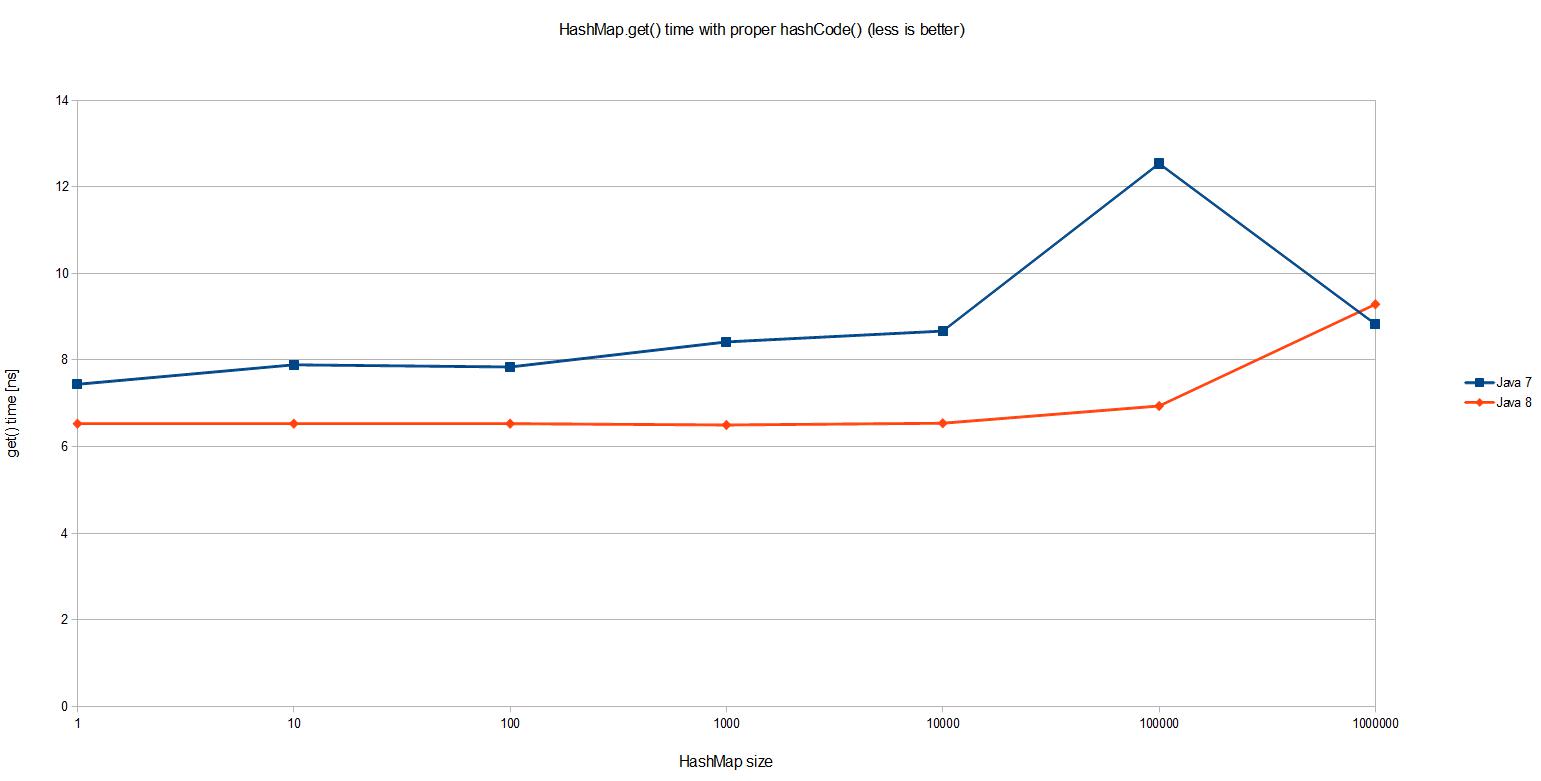 HashMap.get() time with proper hashCode() (less is better)
14
12
10
8
6
4
2
0
get() time [ns]
1 10 100 1000 10000 100000 1000000
HashMap size
Java 7
Java 8